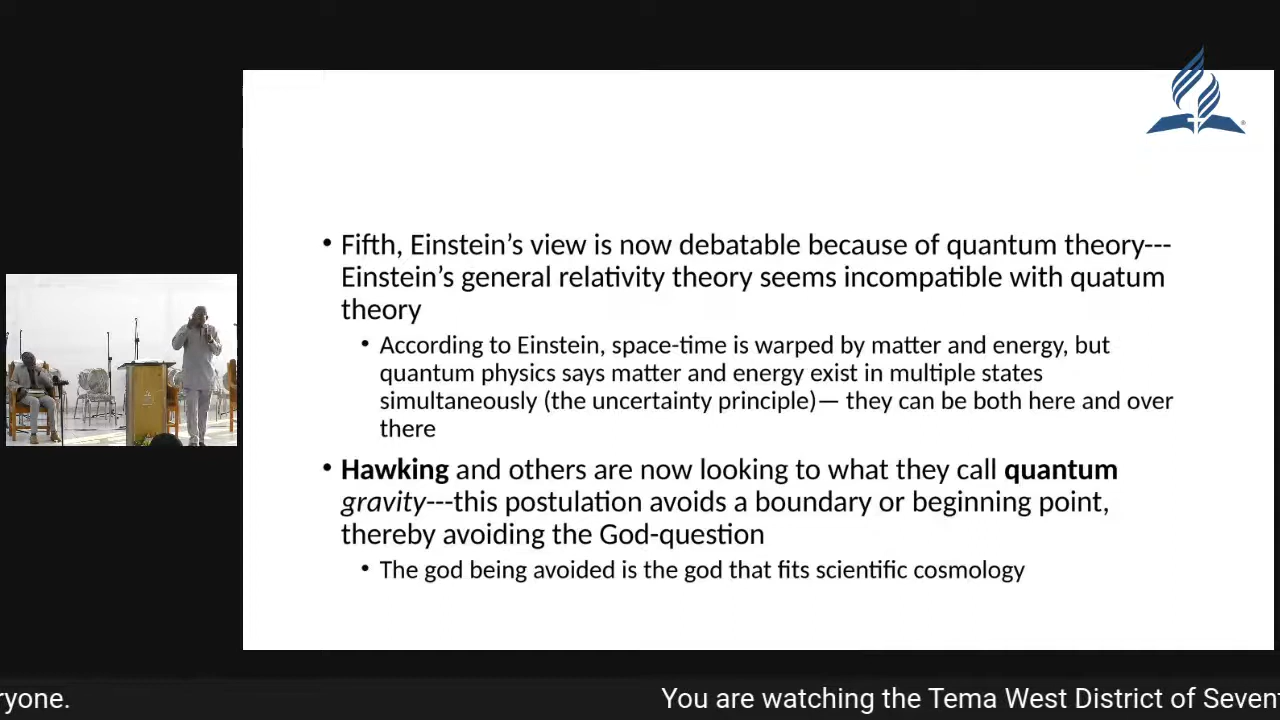 • Fifth, Einstein’s view is now debatable because of quantum theory---
Einstein’s general relativity theory seems incompatible with quatum
theory
• According to Einstein, space-time is warped by matter and energy, but
quantum physics says matter and energy exist in multiple states
simultaneously (the uncertainty principle)— they can be both here and over
there
• Hawking and others are now looking to what they call quantum
gravity---this postulation avoids a boundary or beginning point,
thereby avoiding the God-question
• The god being avoided is the god that fits scientific cosmology
ryone. You are watching the Tema West District of Seven